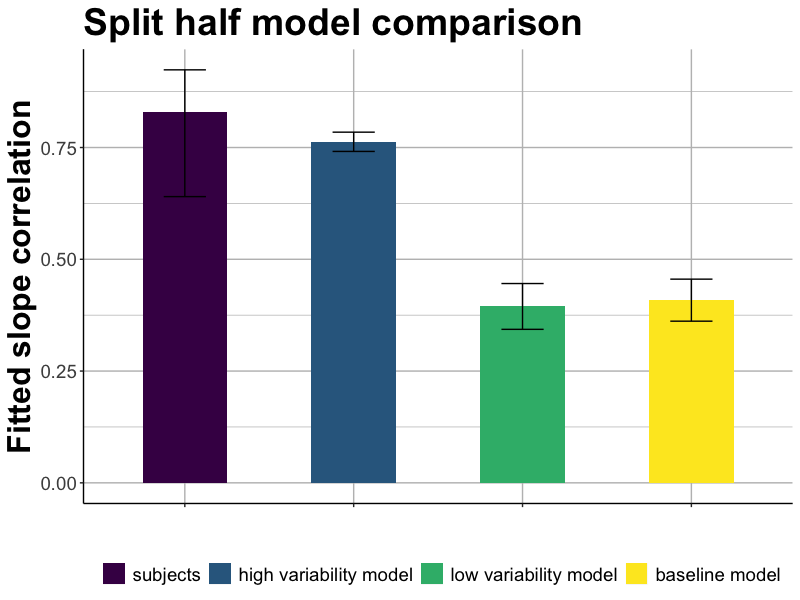 Split half model comparison
Fitted slope correlation
0.75
0.50
0.25
0.00
subjects high variability model low variability model baseline model